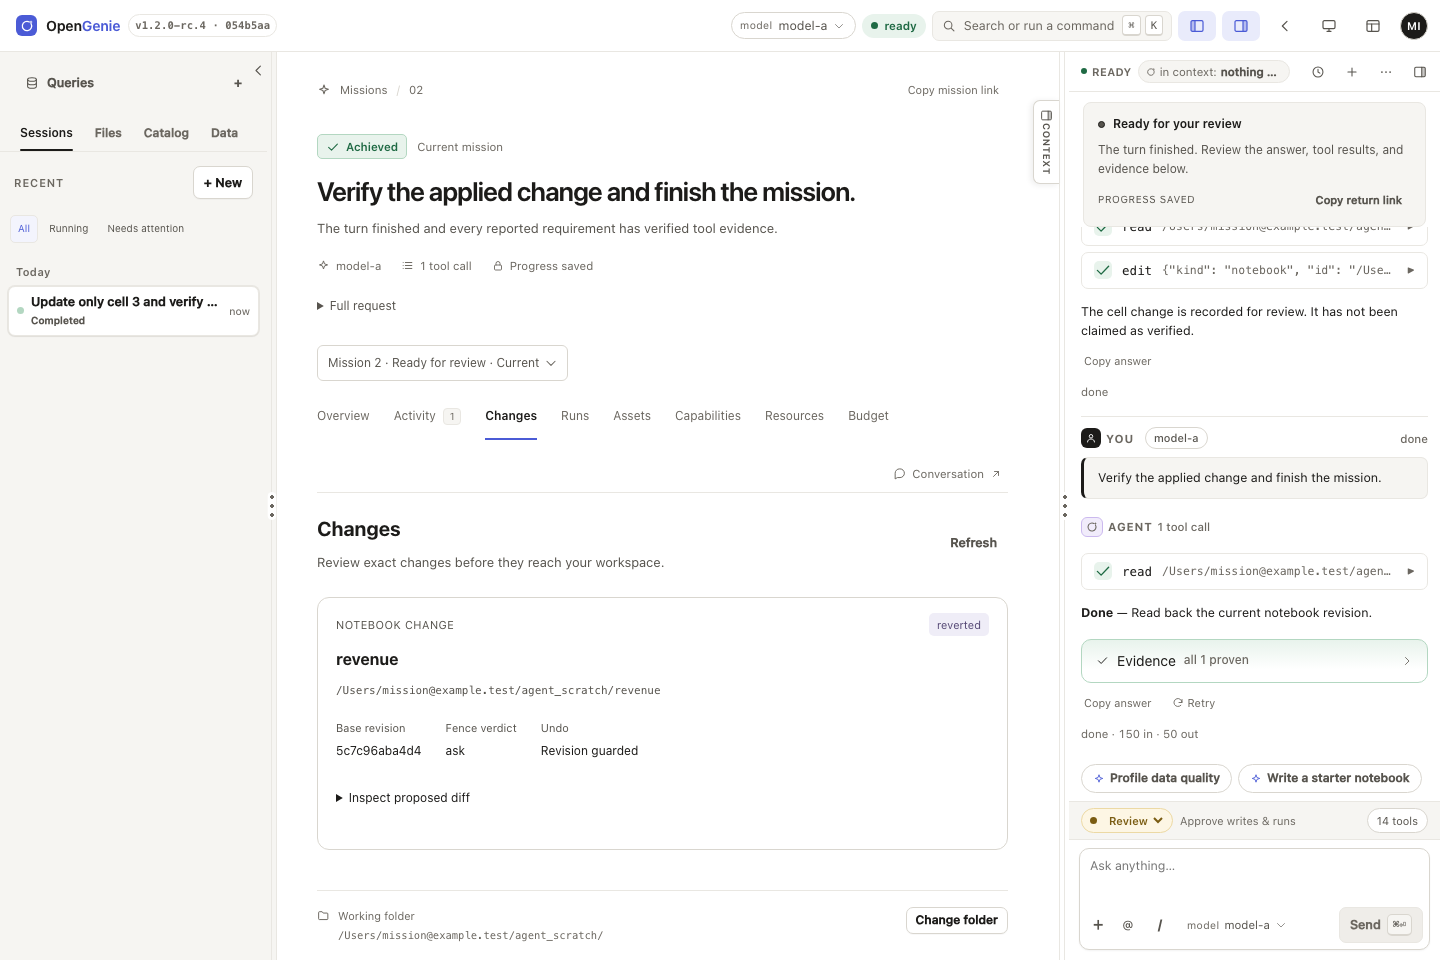 OpenGenie
v1.2.0-rc.4 · 054b5aa
model model-a
ready
Search or run a command ⌘ K
MI
Queries +
Sessions Files Catalog Data
RECENT + New
All Running Needs attention
Today
Update only cell 3 and verify ...
Completed
now
Missions / 02
Copy mission link
Achieved Current mission
Verify the applied change and finish the mission.
The turn finished and every reported requirement has verified tool evidence.
model-a 1 tool call Progress saved
Full request
Mission 2 · Ready for review · Current
Overview Activity 1 Changes Runs Assets Capabilities Resources Budget
Conversation ↗
Changes
Review exact changes before they reach your workspace.
Refresh
NOTEBOOK CHANGE reverted
revenue
/Users/mission@example.test/agent_scratch/revenue
Base revision Fence verdict Undo
5c7c96aba4d4 ask Revision guarded
Inspect proposed diff
Working folder
/Users/mission@example.test/agent_scratch/
Change folder
CONTEXT
READY in context: nothing ...
Ready for your review
The turn finished. Review the answer, tool results, and
evidence below.
PROGRESS SAVED Copy return link
read /Users/mission@example.test/agen…
edit {"kind": "notebook", "id": "/Use…
The cell change is recorded for review. It has not been
claimed as verified.
Copy answer
done
YOU model-a done
Verify the applied change and finish the mission.
AGENT 1 tool call
read /Users/mission@example.test/agen…
Done — Read back the current notebook revision.
Evidence all 1 proven
Copy answer Retry
done · 150 in · 50 out
Profile data quality Write a starter notebook
Review Approve writes & runs 14 tools
Ask anything...
+ @ / model model-a Send